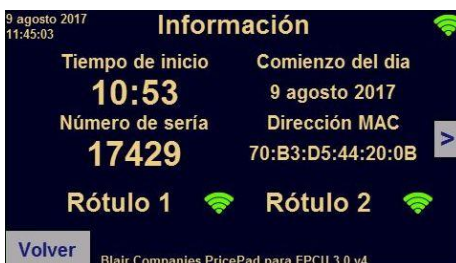 9 agosto 2017
11:45:03
Información
Tiempo de inicio
Comienzo del dia
10:53
9 agosto 2017
Número de sería
Dirección MAC
17429
70:B3:D5:44:20:0B
>
Rótulo 1
Rótulo 2
Volver
Blair Companies PricePad para EPCU 3.0 v4